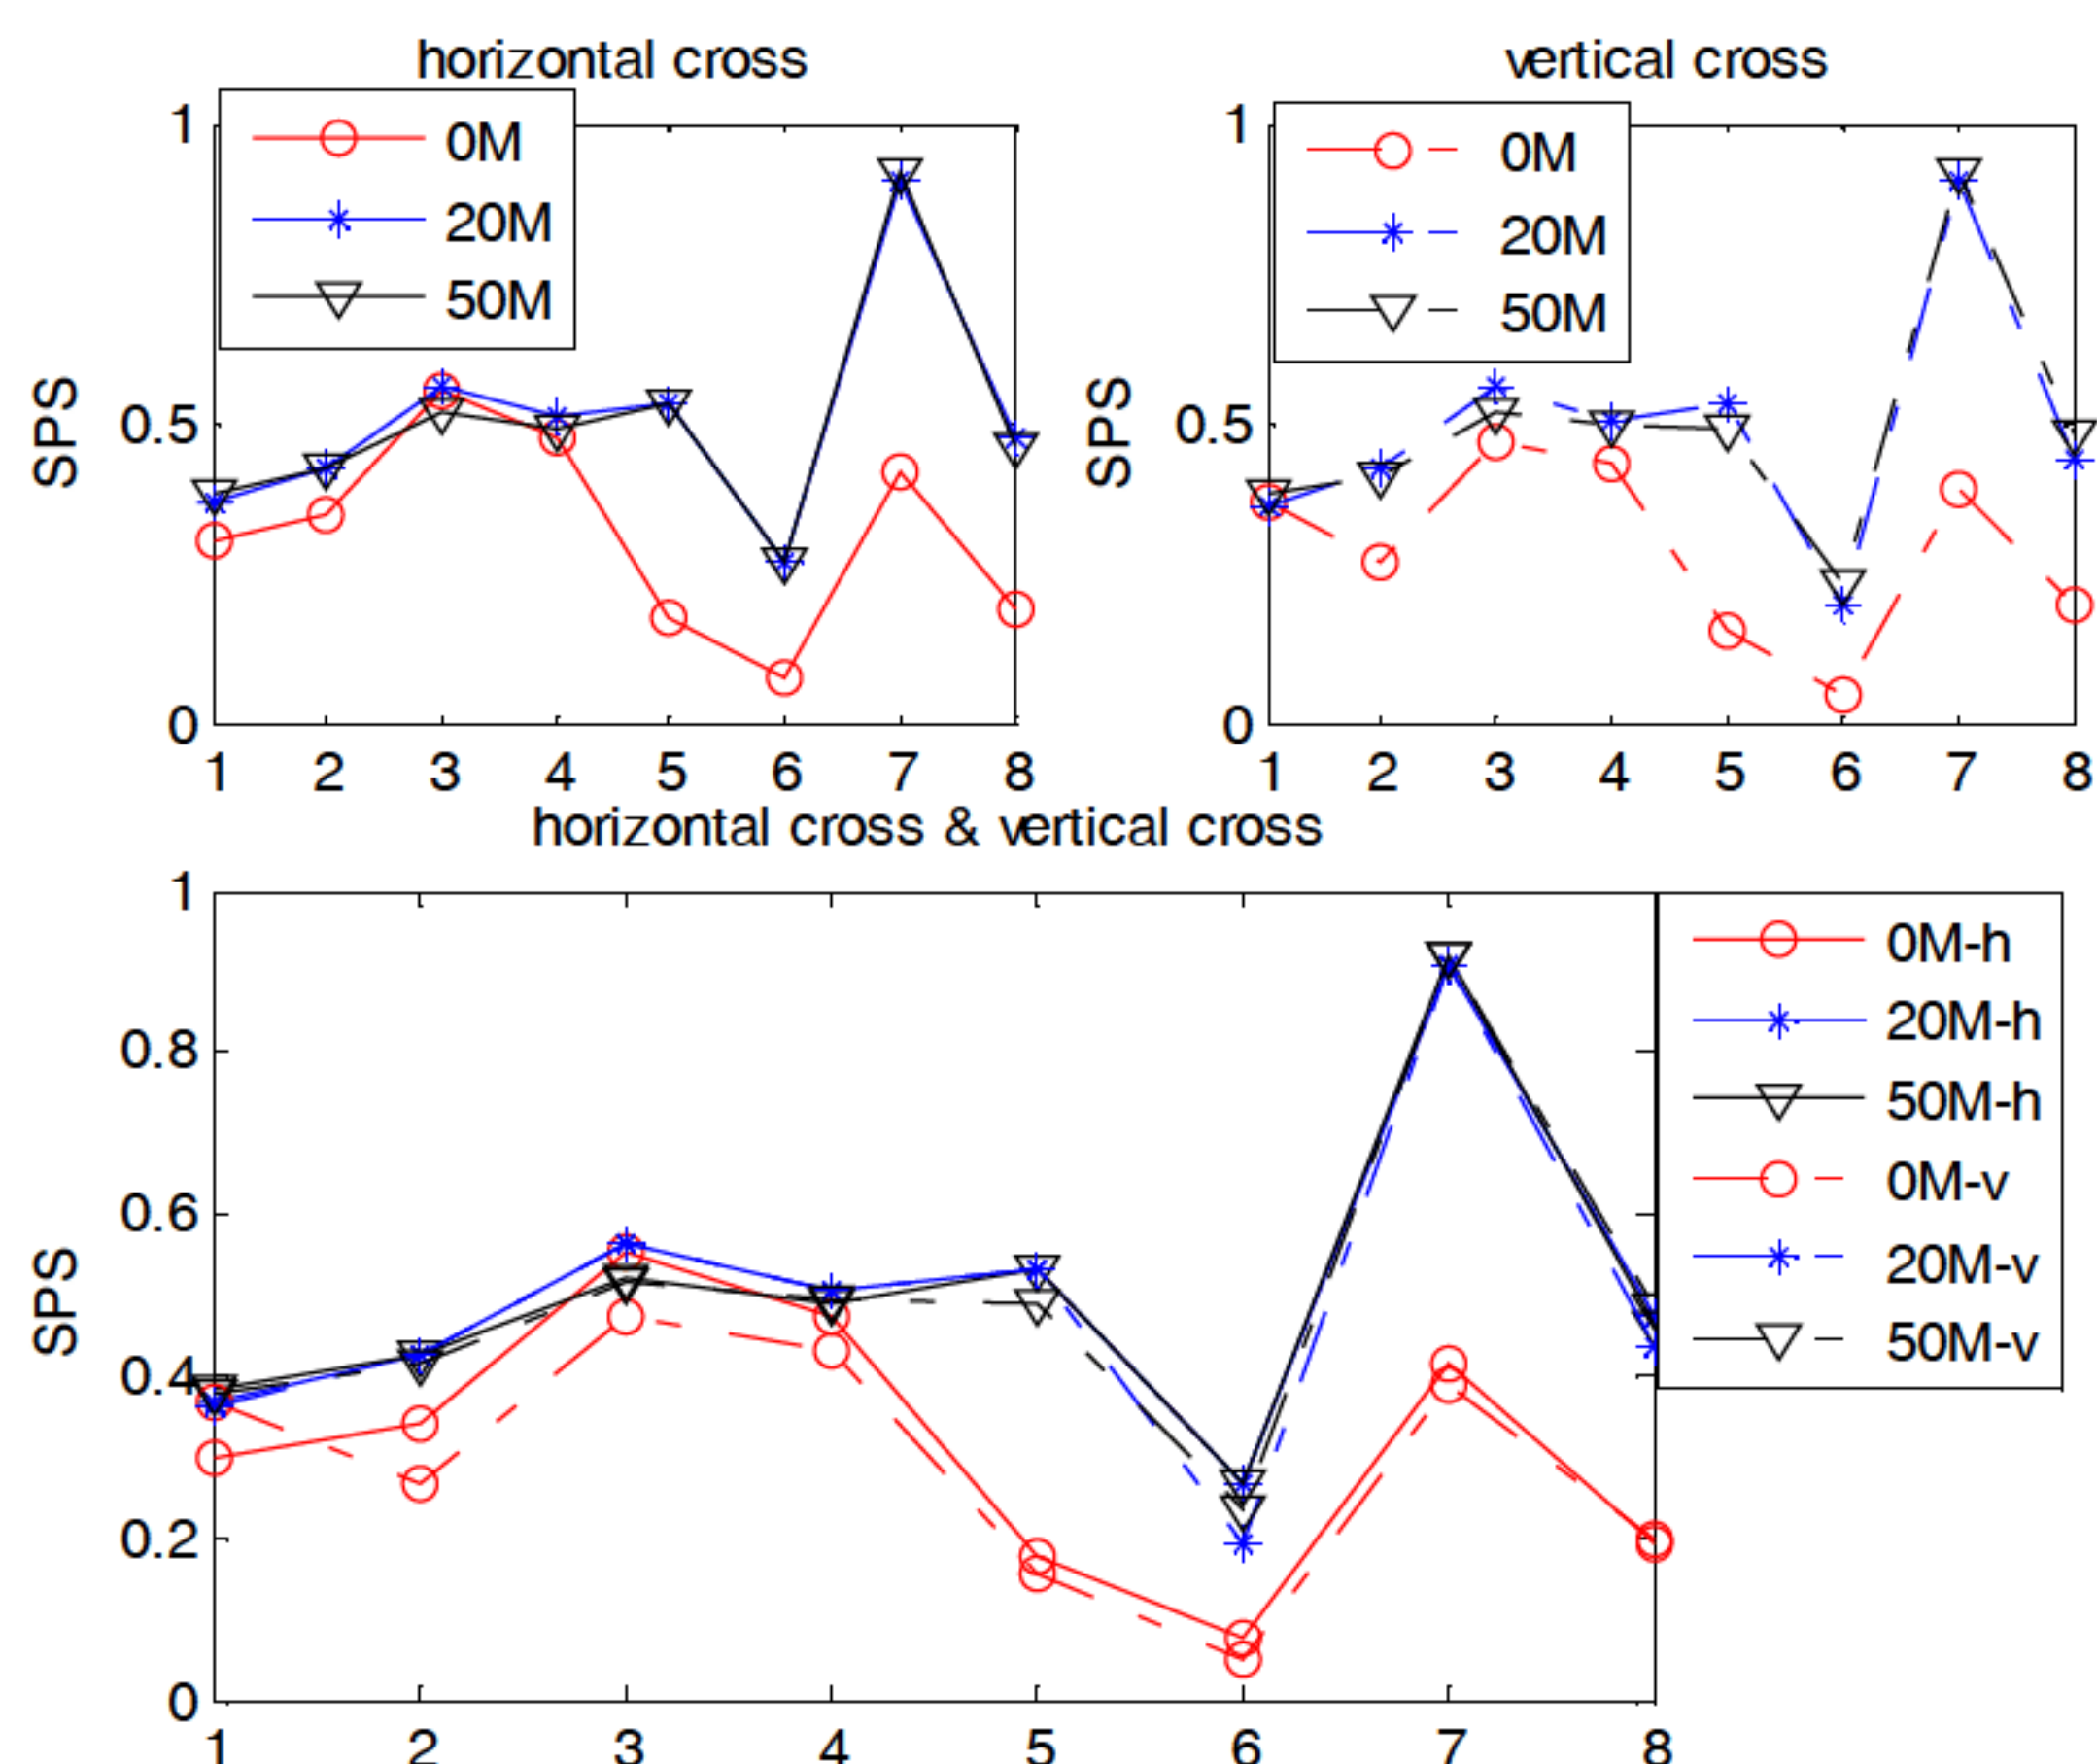 horizontal cross
1
0M
20M
50M
SPS
0.5
0
1 2 3 4 5 6 7 8
vertical cross
1
0M
20M
50M
SPS
0.5
0
1 2 3 4 5 6 7 8
horizontal cross & vertical cross
1
0.8
0.6
0.4
0.2
0
SPS
1 2 3 4 5 6 7 8
0M-h
20M-h
50M-h
0M-v
20M-v
50M-v